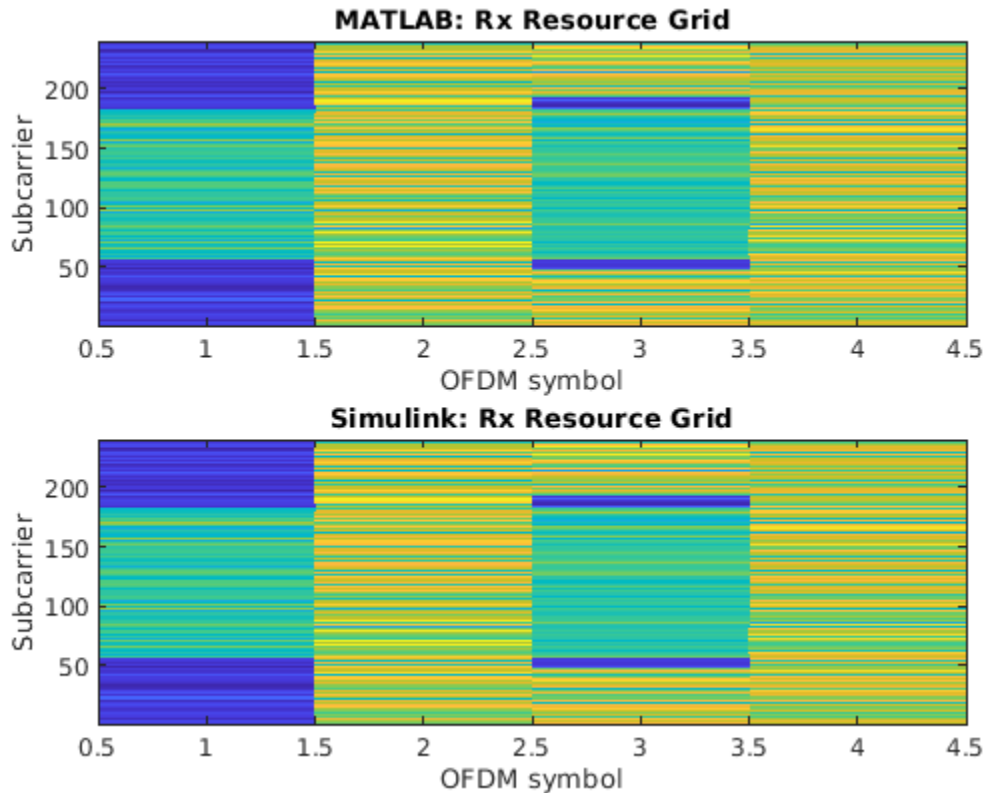 MATLAB: Rx Resource Grid
200
150
100
50
Subcarrier
0.5 1 1.5 2 2.5 3 3.5 4 4.5
OFDM symbol
Simulink: Rx Resource Grid
200
150
100
50
Subcarrier
0.5 1 1.5 2 2.5 3 3.5 4 4.5
OFDM symbol